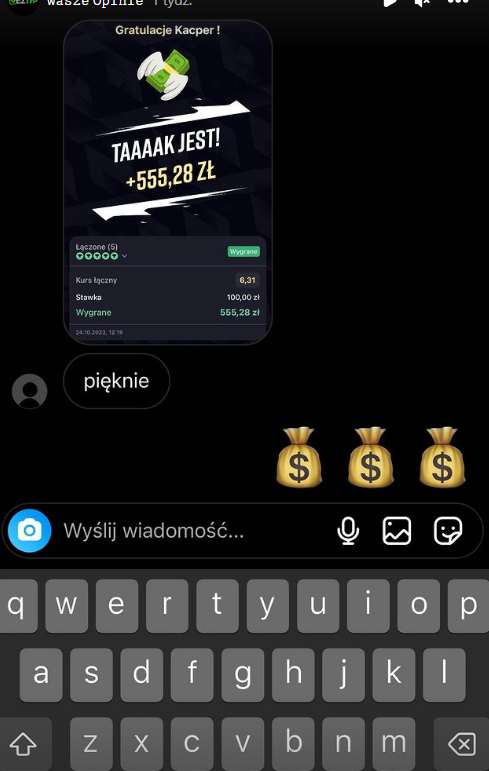 Wasze Opinie 1 tydz.
Gratulacje Kacper !
TAAAAK JEST!
+555,28 ZŁ
Łączone (5)
Wygrane
Kurs łączny 6,31
Stawka 100,00 zł
Wygrane 555,28 zł
24.10.2023, 12:19
pięknie
$ $ $
Wyślij wiadomość...
q w e r t y u i o p
a s d f g h j k l
z x c v b n m